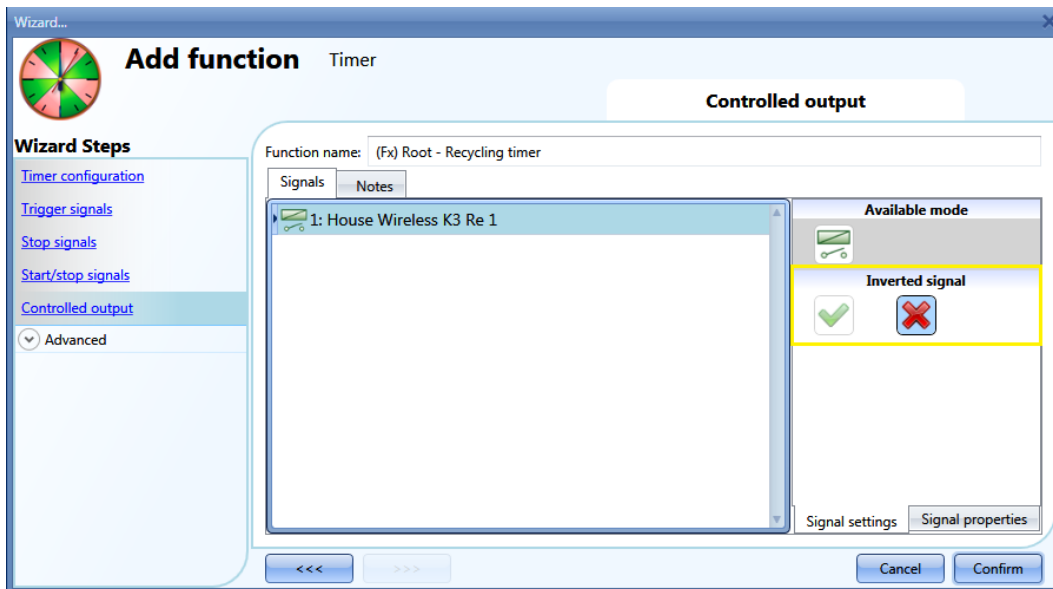 Wizard...
Add function Timer
Controlled output
Wizard Steps
Timer configuration
Trigger signals
Stop signals
Start/stop signals
Controlled output
Advanced
Function name: (Fx) Root - Recycling timer
Signals Notes
1: House Wireless K3 Re 1
Available mode
Inverted signal
Signal settings Signal properties
<<< >>> Cancel Confirm